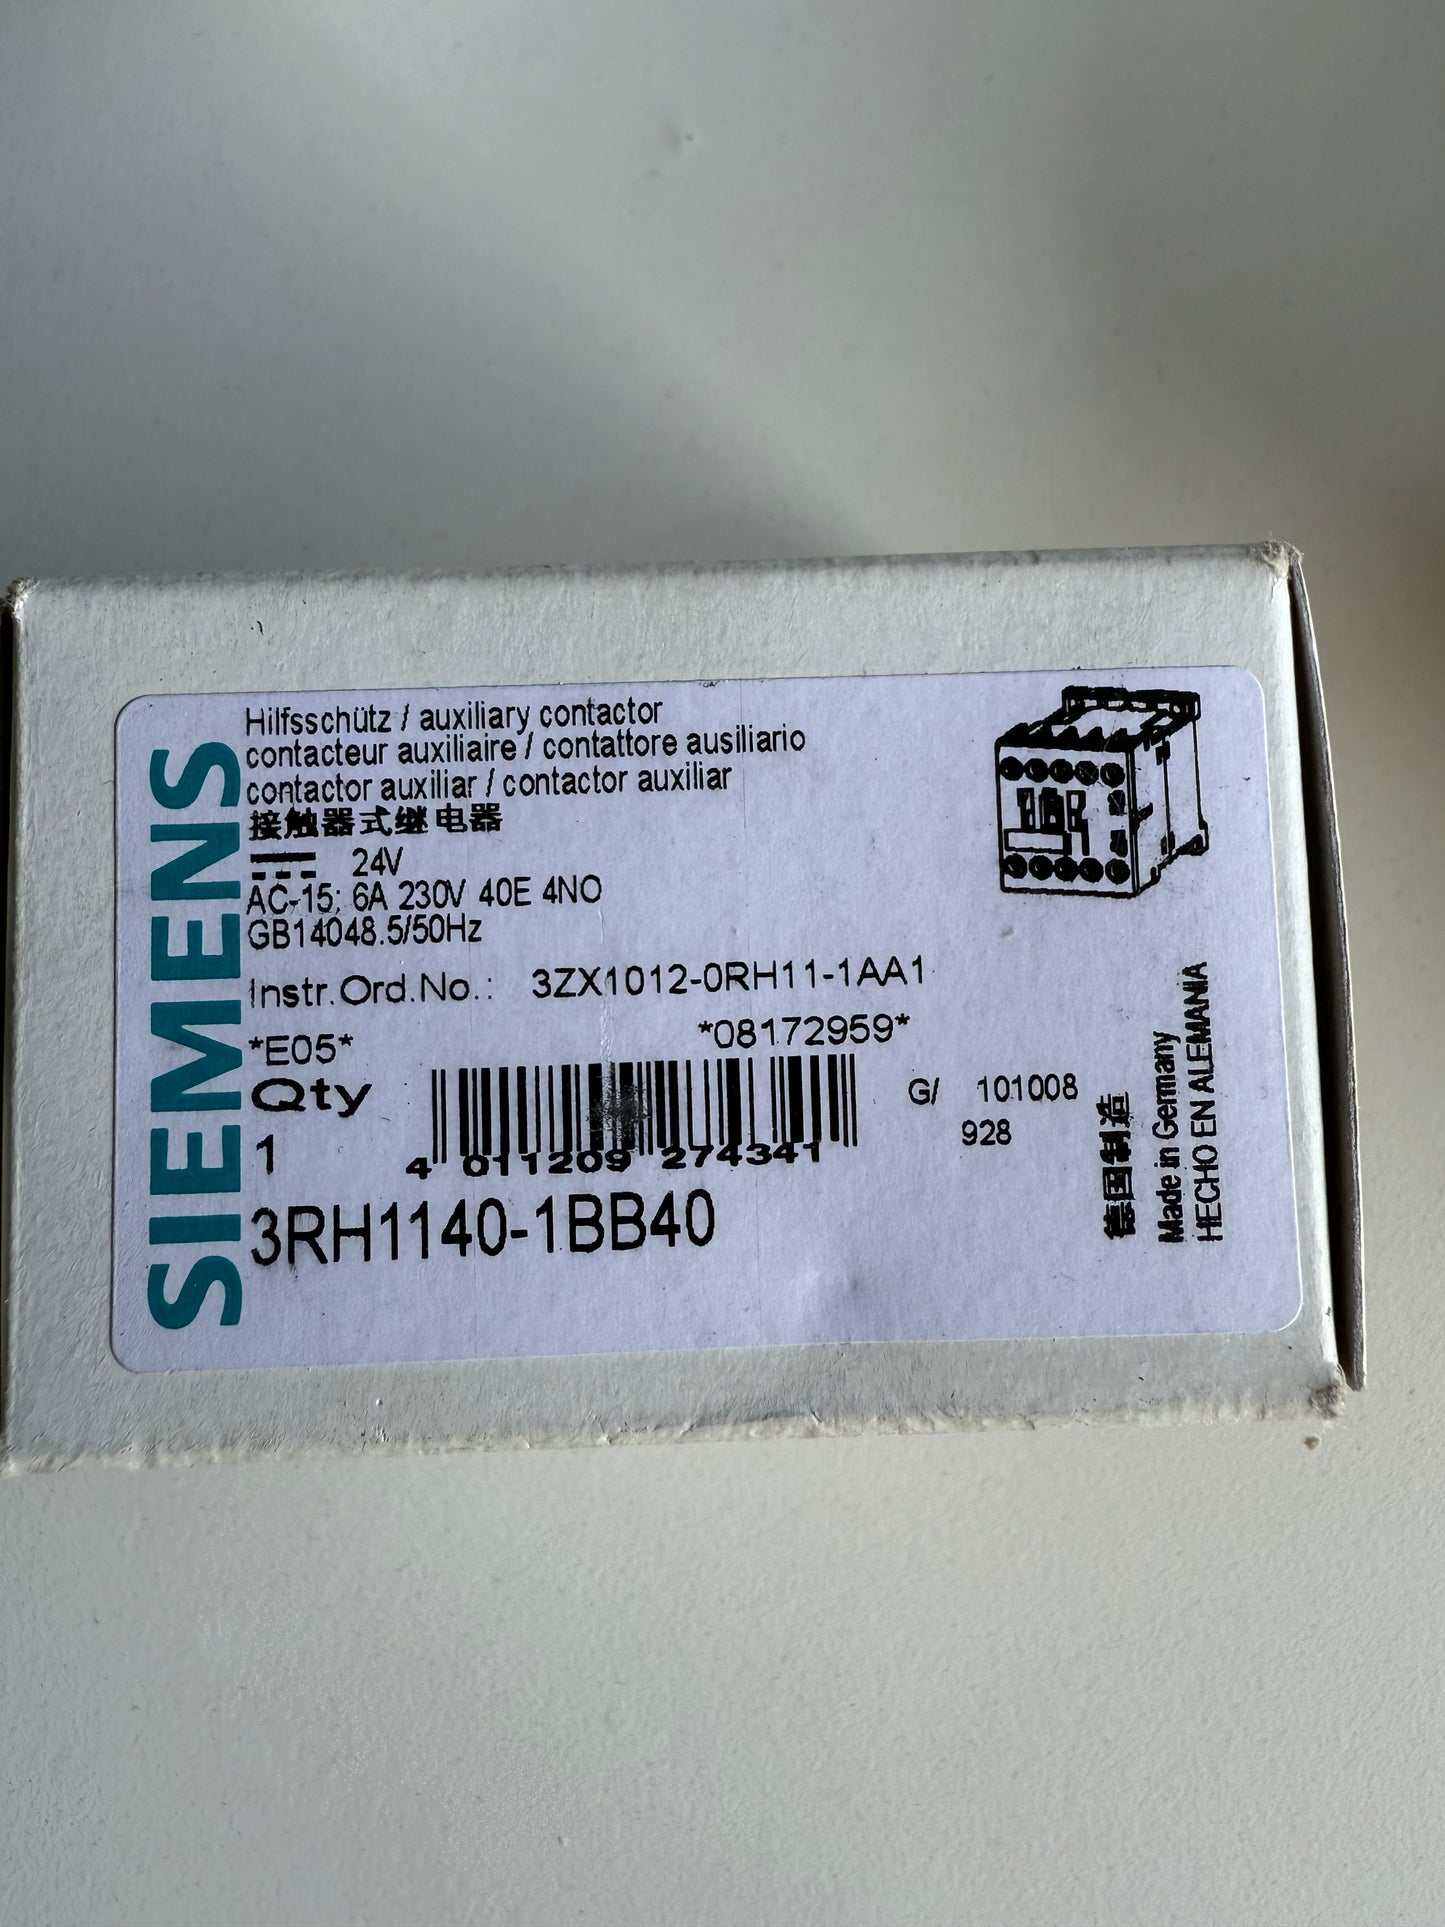 SIEMENS
Hilfsschütz / auxiliary contactor
contacteur auxiliaire / contattore ausiliario
contactor auxiliar / contactor auxiliar
接触器式继电器
24V
AC-15: 6A 230V 40E 4NO
GB14048.5/50Hz
Instr.Ord.No.: 3ZX1012-0RH11-1AA1
*E05* *08172959*
Qty
1
4 011209 274341
G/ 101008
928
3RH1140-1BB40
德国制造
Made in Germany
HECHO EN ALEMANIA